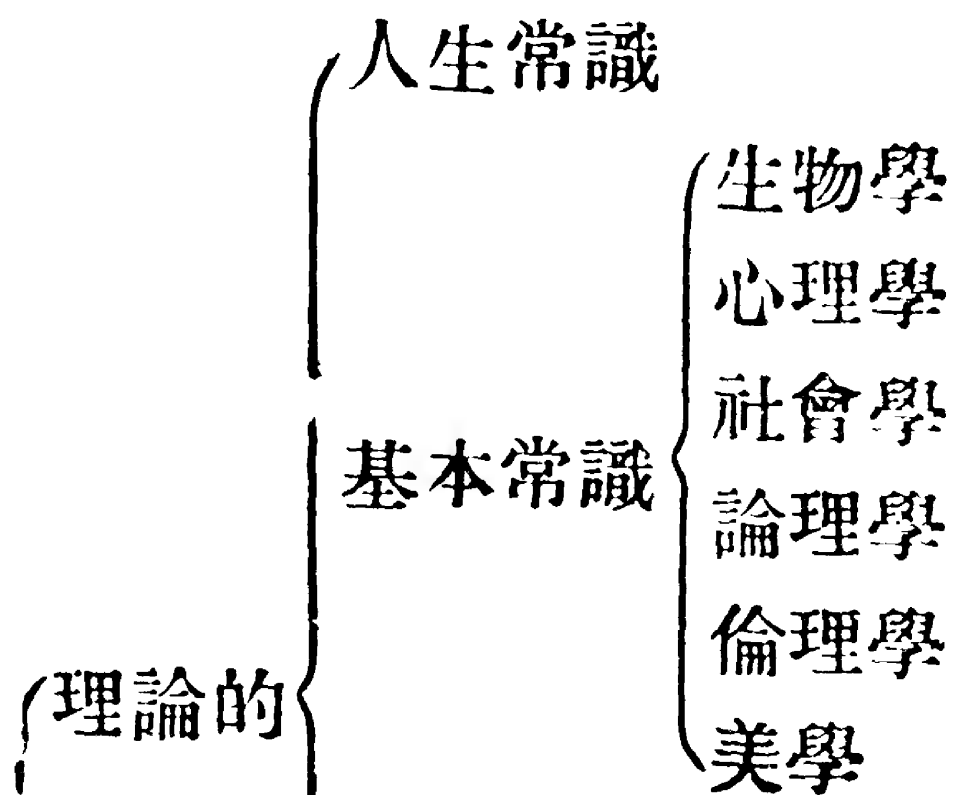 人生常識
生物學
心理學
社會學
基本常識
論理學
倫理學
理論的
美學